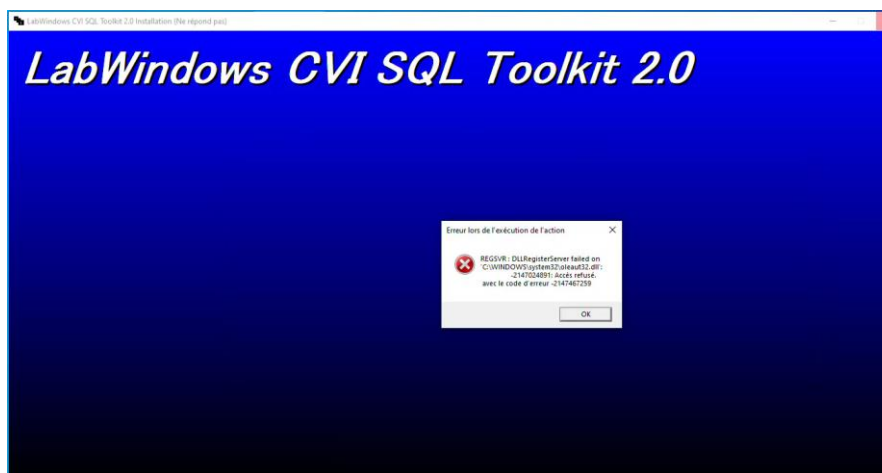 LabWindows CVI SQL Toolkit 2.0 Installation (Ne répond pas)
LabWindows CVI SQL Toolkit 2.0
Erreur lors de l'exécution de l'action
REGSVR : DLLRegisterServer failed on
'C:\WINDOWS\system32\oleaut32.dll':
-2147024891: Accès refusé.
avec le code d'erreur -2147467259
OK